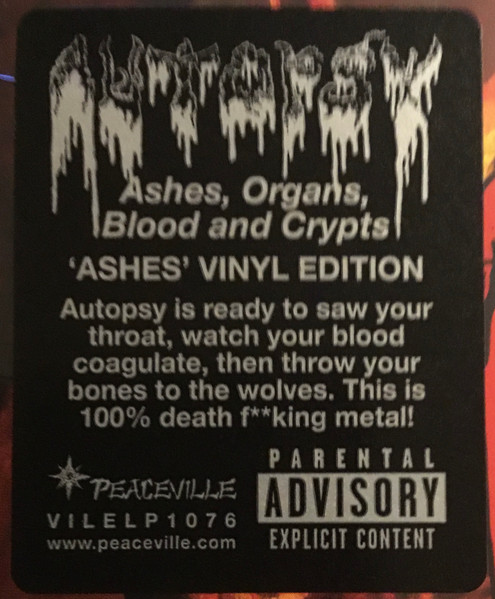 AUTOPSY
Ashes, Organs,
Blood and Crypts
‘ASHES’ VINYL EDITION
Autopsy is ready to saw your
throat, watch your blood
coagulate, then throw your
bones to the wolves. This is
100% death f**king metal!
PEACEVILLE
VILELP1076
www.peaceville.com
PARENTAL
ADVISORY
EXPLICIT CONTENT